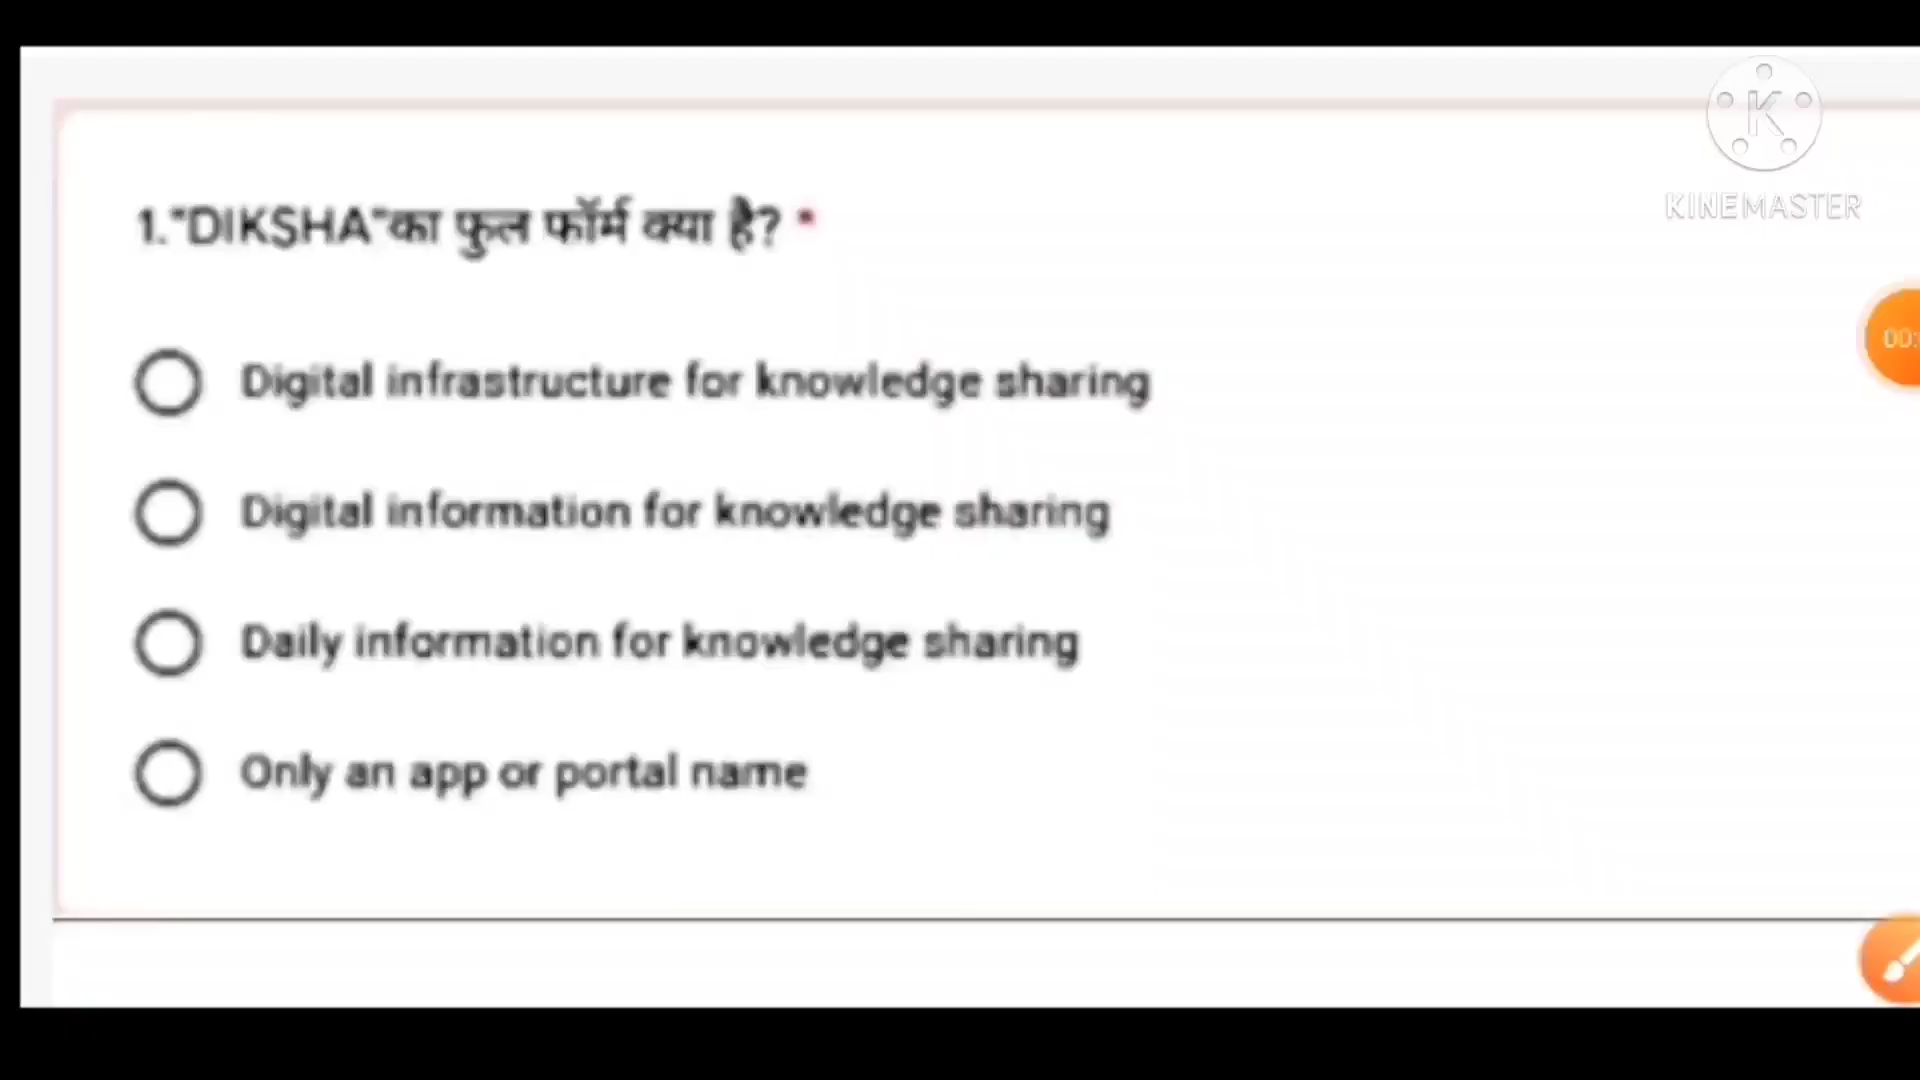 KINEMASTER
1."DIKSHA"का फुल फॉर्म क्या है? *
00:
Digital infrastructure for knowledge sharing
Digital information for knowledge sharing
Daily information for knowledge sharing
Only an app or portal name